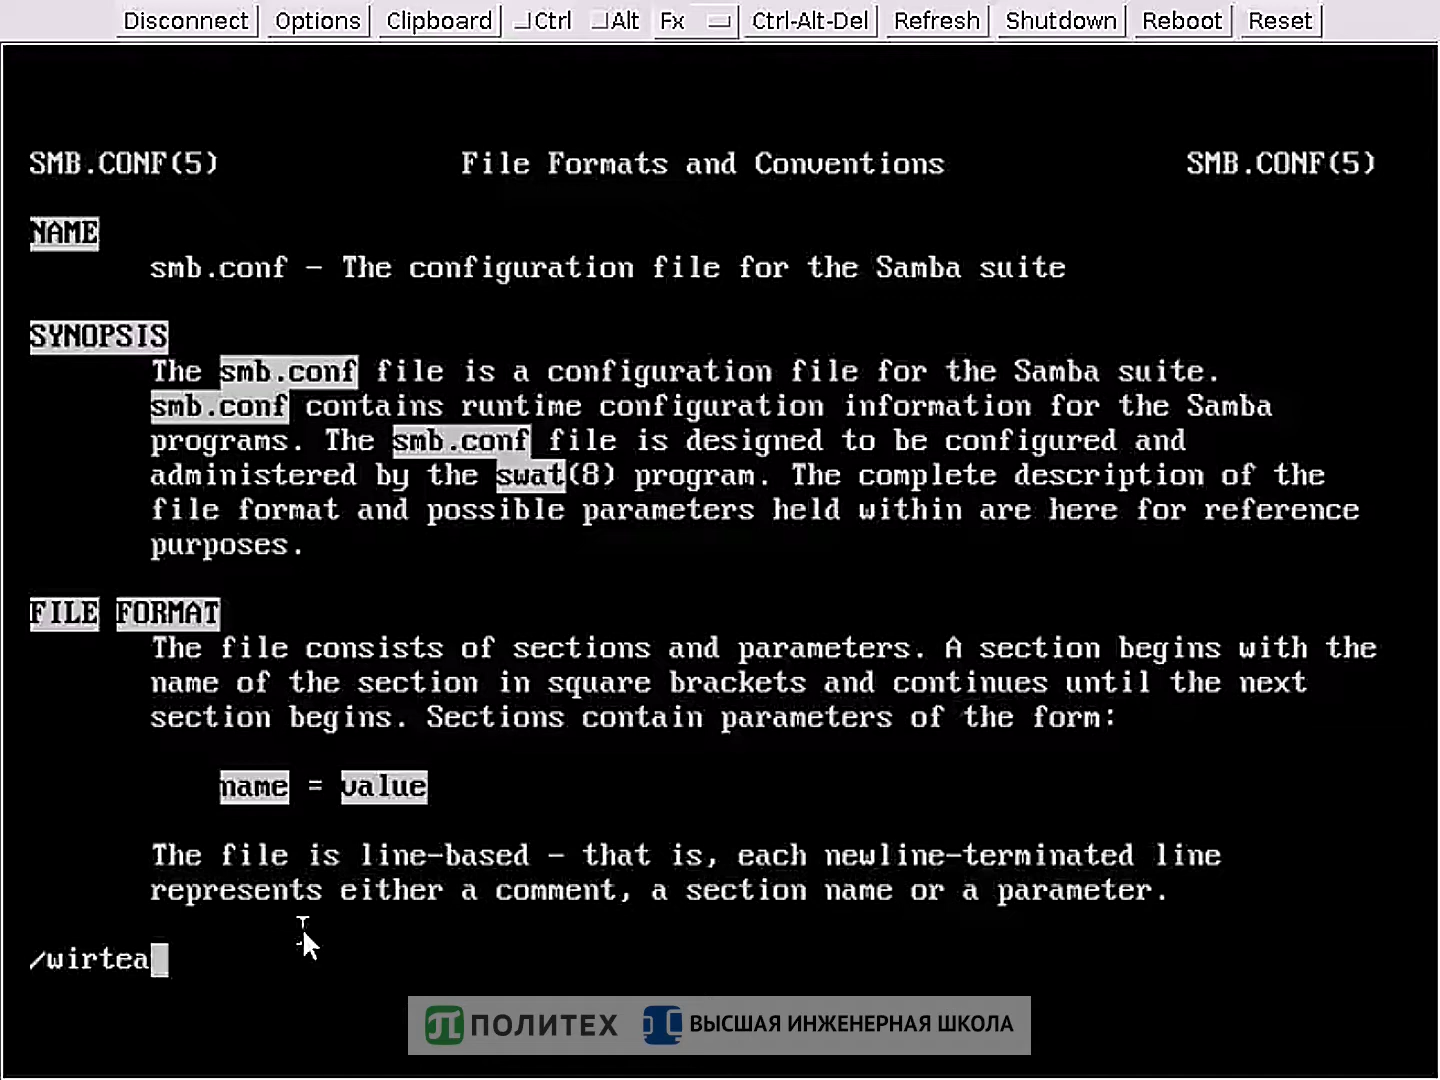 Disconnect Options Clipboard Ctrl Alt Fx Ctrl-Alt-Del Refresh Shutdown Reboot Reset
SMB.CONF(5) File Formats and Conventions SMB.CONF(5)
NAME
smb.conf - The configuration file for the Samba suite
SYNOPSIS
The smb.conf file is a configuration file for the Samba suite.
smb.conf contains runtime configuration information for the Samba
programs. The smb.conf file is designed to be configured and
administered by the swat(8) program. The complete description of the
file format and possible parameters held within are here for reference
purposes.
FILE FORMAT
The file consists of sections and parameters. A section begins with the
name of the section in square brackets and continues until the next
section begins. Sections contain parameters of the form:
name = value
The file is line-based - that is, each newline-terminated line
represents either a comment, a section name or a parameter.
/wirtea
ПОЛИТЕХ ВЫСШАЯ ИНЖЕНЕРНАЯ ШКОЛА